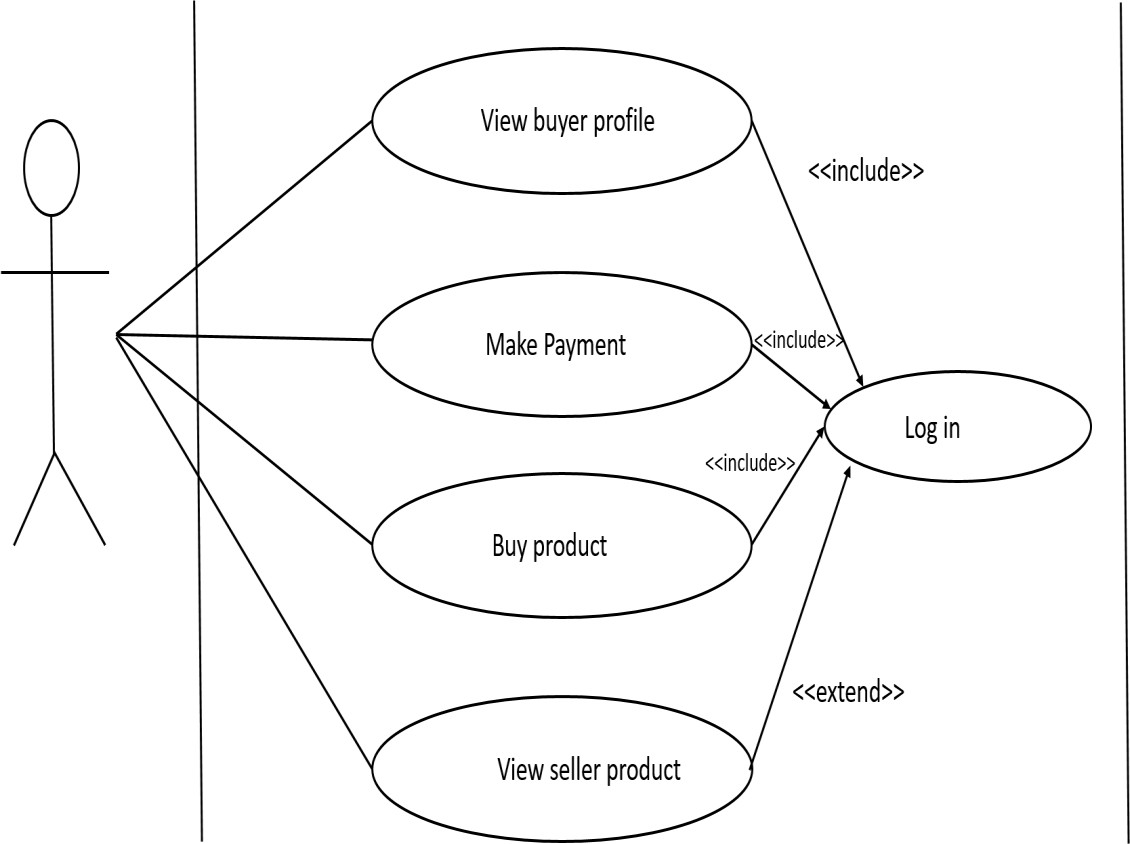 View buyer profile
<<include>>
Make Payment
<<include>>
Log in
<<include>>
Buy product
<<extend>>
View seller product